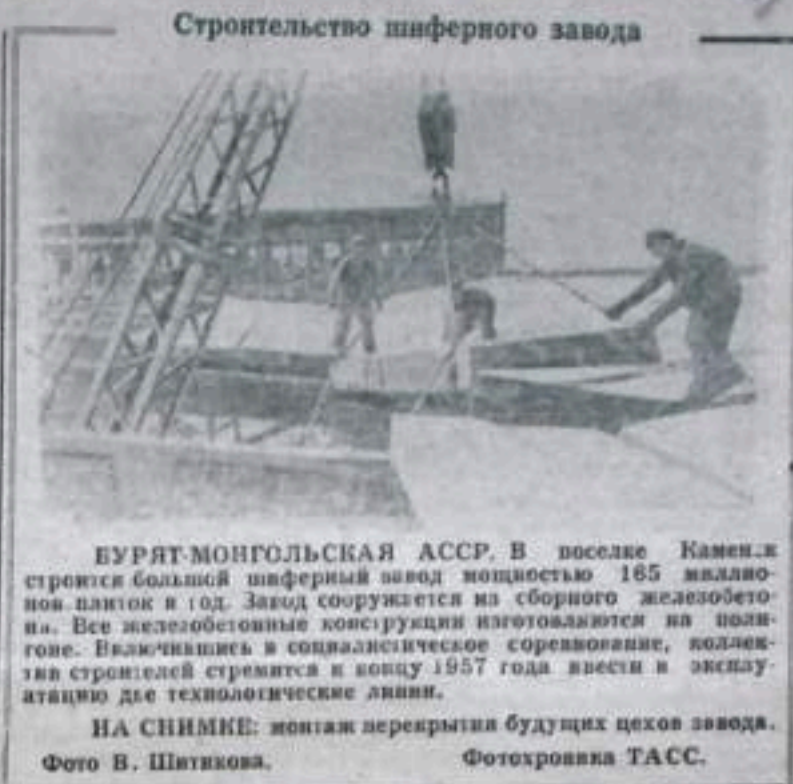 Строительство шиферного завода
БУРЯТ-МОНГОЛЬСКАЯ АССР. В поселке Каменск
строится большой шиферный завод мощностью 165 миллио-
нов плиток в год. Завод сооружается из сборного железобето-
на. Все железобетонные конструкции изготовляются на поли-
гоне. Включившись в социалистическое соревнование, коллек-
тив строителей стремится к концу 1957 года ввести в эксплу-
атацию две технологические линии.
НА СНИМКЕ: монтаж перекрытия будущих цехов завода.
Фото В. Шитикова.
Фотохроника ТАСС.